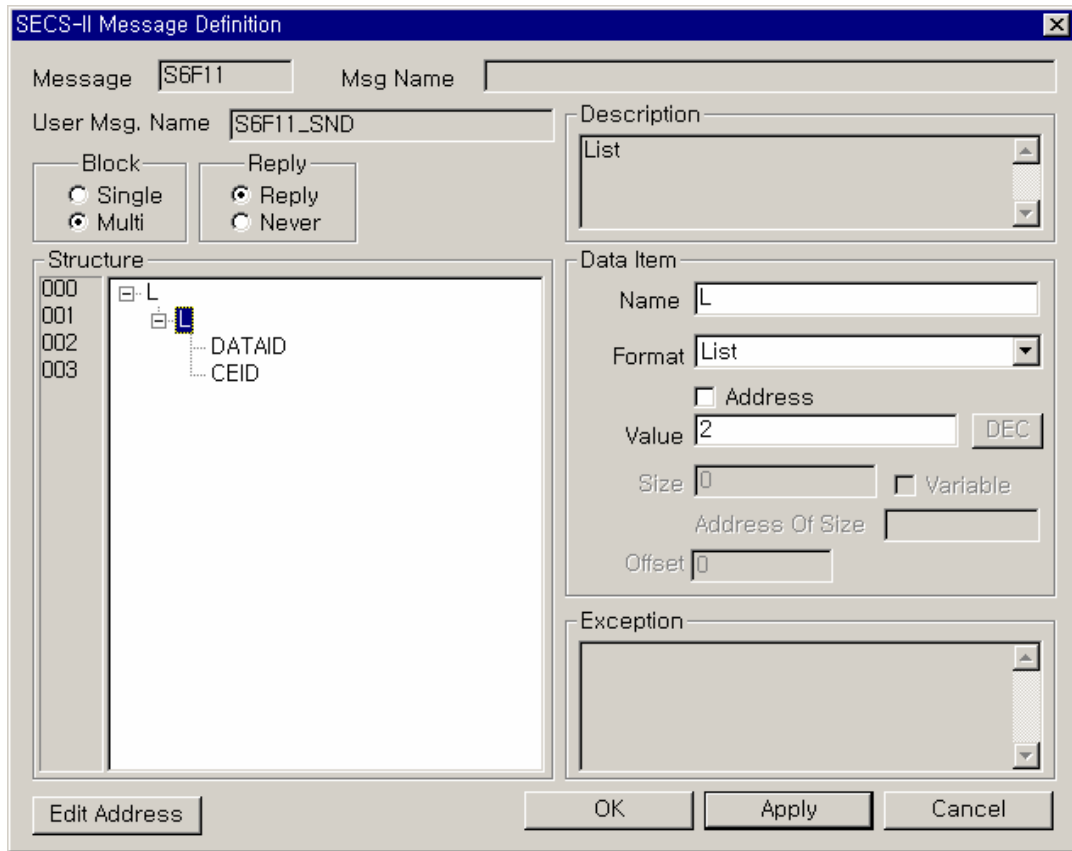 SECS-II Message Definition
Message S6F11 Msg Name
User Msg. Name S6F11_SND
Description
List
Block
Single
Multi
Reply
Reply
Never
Structure
000 L
001 L
002 DATAID
003 CEID
Data Item
Name L
Format List
Address
Value 2 DEC
Size 0 Variable
Address Of Size
Offset 0
Exception
Edit Address OK Apply Cancel